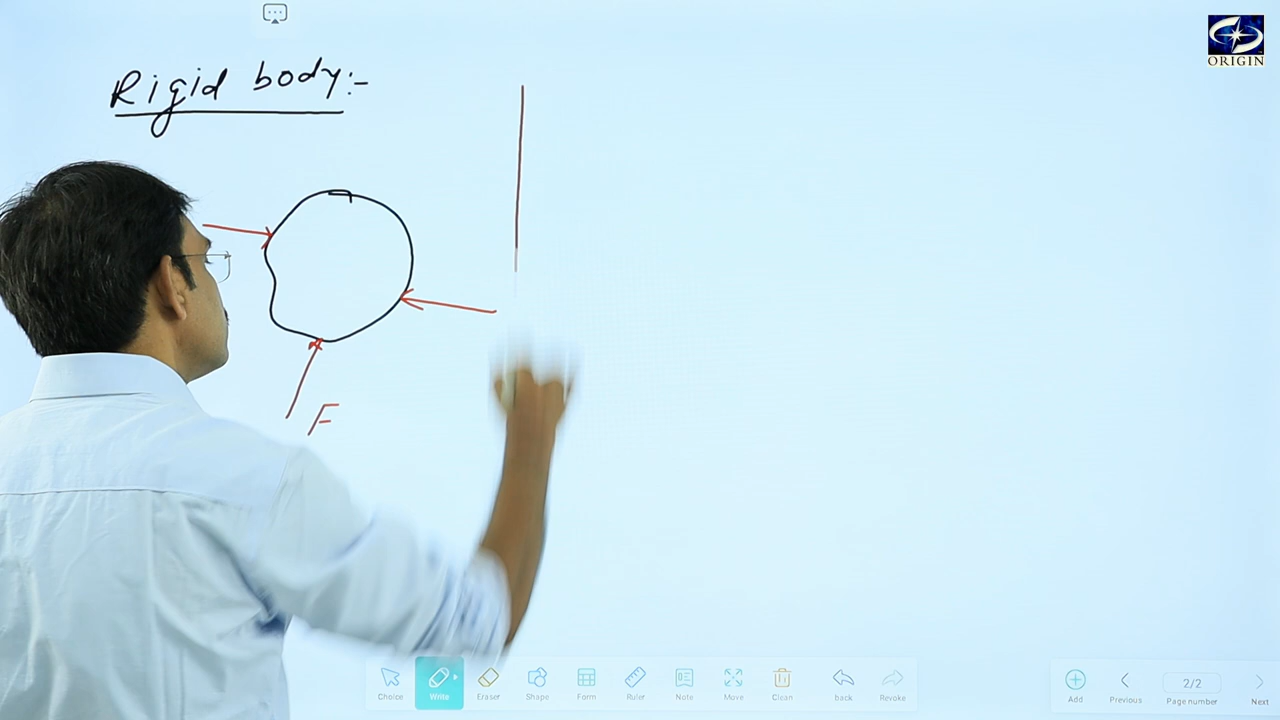 ORIGIN
Rigid body:-
F
Choice
Write
Eraser
Shape
Form
Ruler
Note
Move
Clean
back
Revoke
Add
Previous
2/2
Page number
Next